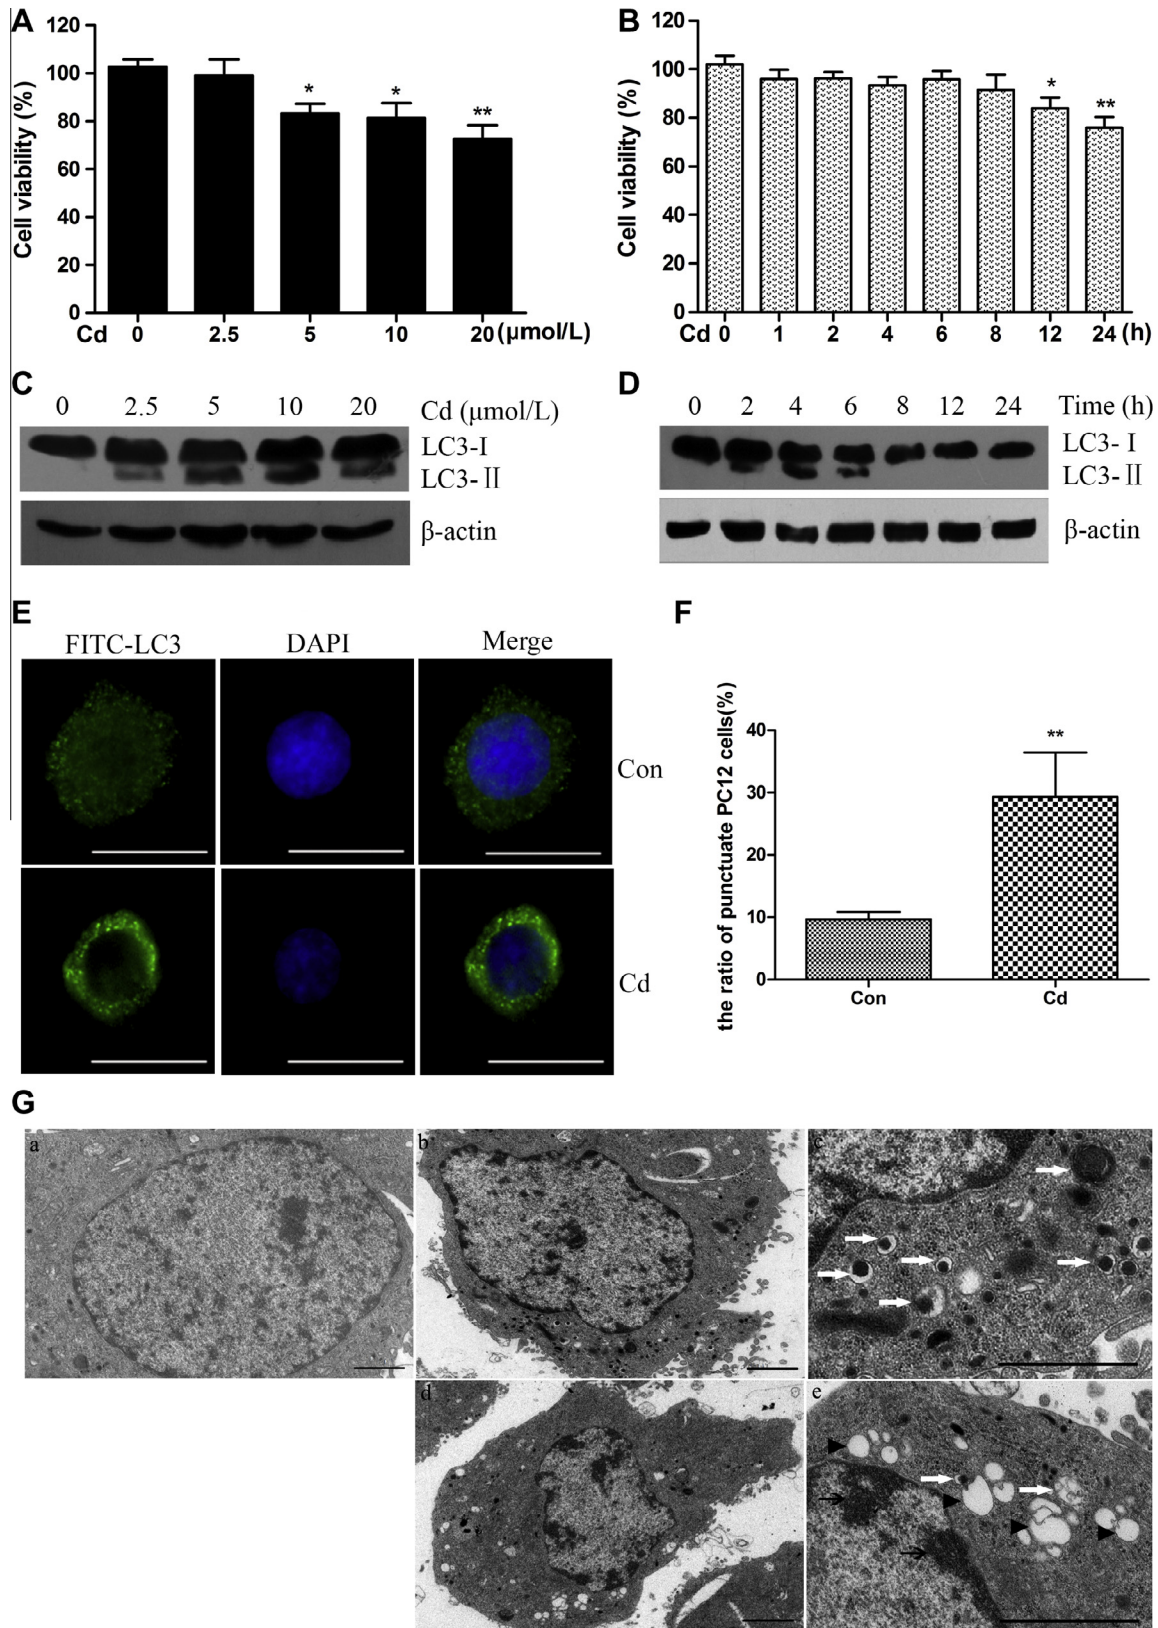 A
120
100
80
60
40
20
0
Cell viability (%)
*
*
**
Cd 0 2.5 5 10 20 (μmol/L)
B
120
100
80
60
40
20
0
Cell viability (%)
*
**
Cd 0 1 2 4 6 8 12 24 (h)
C
0 2.5 5 10 20 Cd (μmol/L)
LC3-I
LC3-II
β-actin
D
0 2 4 6 8 12 24 Time (h)
LC3-I
LC3-II
β-actin
E
FITC-LC3 DAPI Merge
Con
Cd
F
the ratio of punctuate PC12 cells(%)
40
30
20
10
0
**
Con Cd
G
a
b
c
d
e